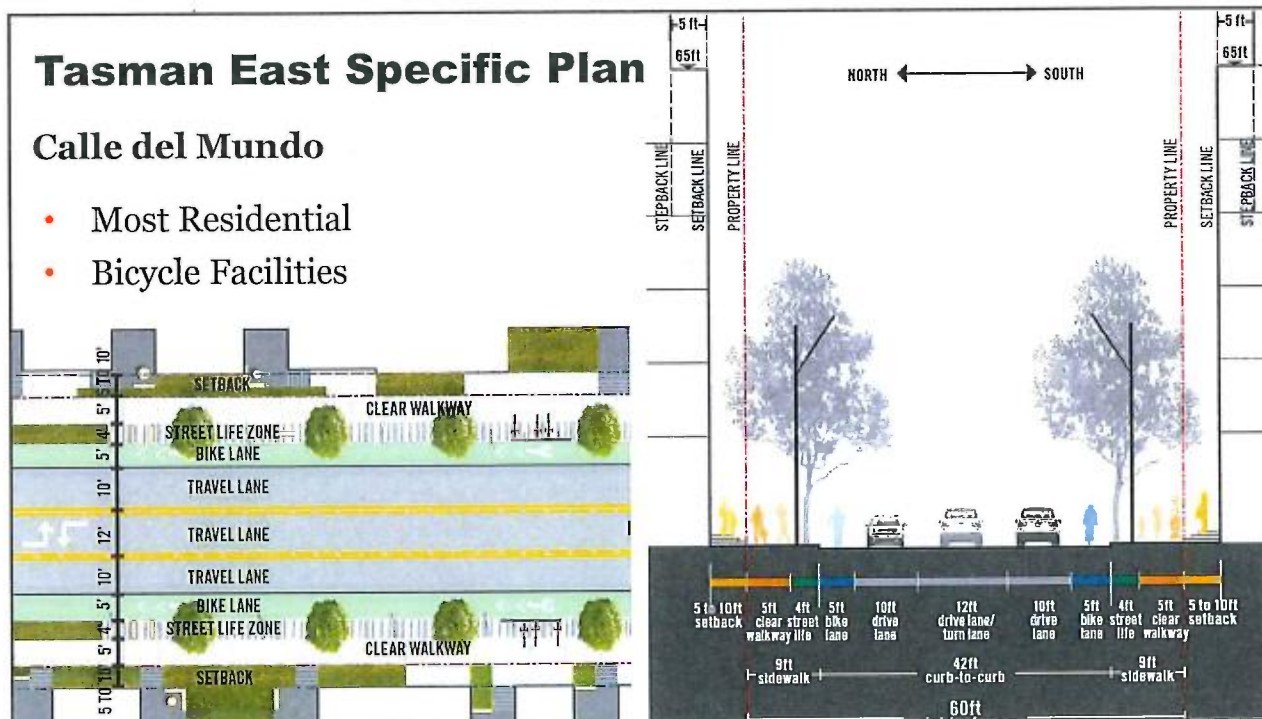 Tasman East Specific Plan
Calle del Mundo
• Most Residential
• Bicycle Facilities
5 TO 10'
SETBACK
5'
CLEAR WALKWAY
4'
STREET LIFE ZONE
5'
BIKE LANE
10'
TRAVEL LANE
12'
TRAVEL LANE
10'
TRAVEL LANE
5'
BIKE LANE
4'
STREET LIFE ZONE
5'
CLEAR WALKWAY
5 TO 10'
SETBACK
5 ft
65ft
NORTH
SOUTH
5 ft
65ft
STEPBACK LINE
SETBACK LINE
PROPERTY LINE
PROPERTY LINE
SETBACK LINE
STEPBACK LINE
5 to 10ft
setback
5ft
clear
walkway
4ft
street
life
5ft
bike
lane
10ft
drive
lane
12ft
drive lane/
turn lane
10ft
drive
lane
5ft
bike
lane
4ft
street
life
5ft
clear
walkway
5 to 10ft
setback
9ft
sidewalk
42ft
curb-to-curb
9ft
sidewalk
60ft